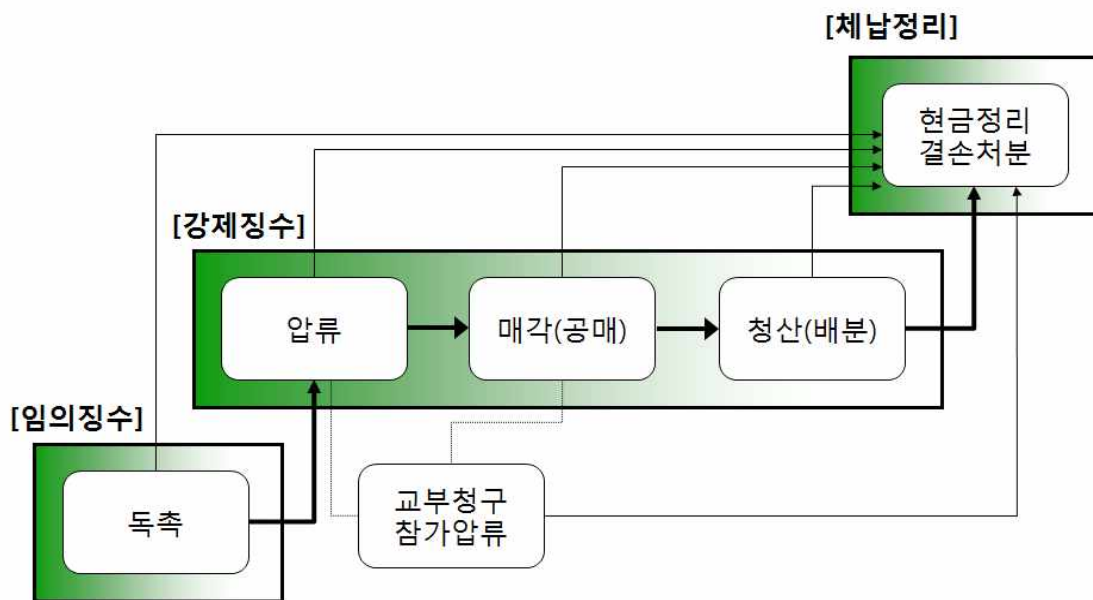 [체납정리]
현금정리
결손처분
[강제징수]
압류
매각(공매)
청산(배분)
[임의징수]
독촉
교부청구
참가압류